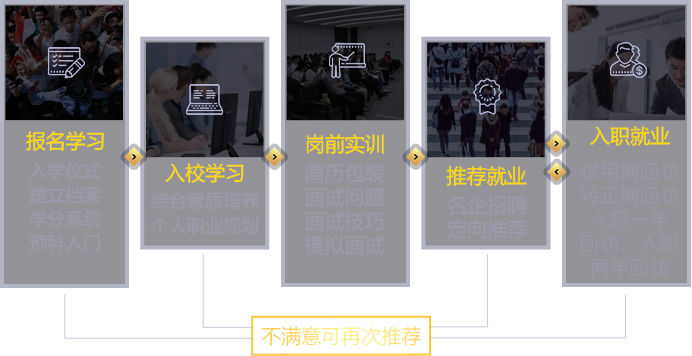 报名学习
入学仪式
建立档案
学分系统
预科入门
入校学习
综合素质培养
个人职业规划
岗前实训
简历包装
面试问题
面试技巧
模拟面试
推荐就业
名企招聘
定向推荐
入职就业
试用期回访
转正期回访
入职一年
回访、入职
两年回访
不满意可再次推荐